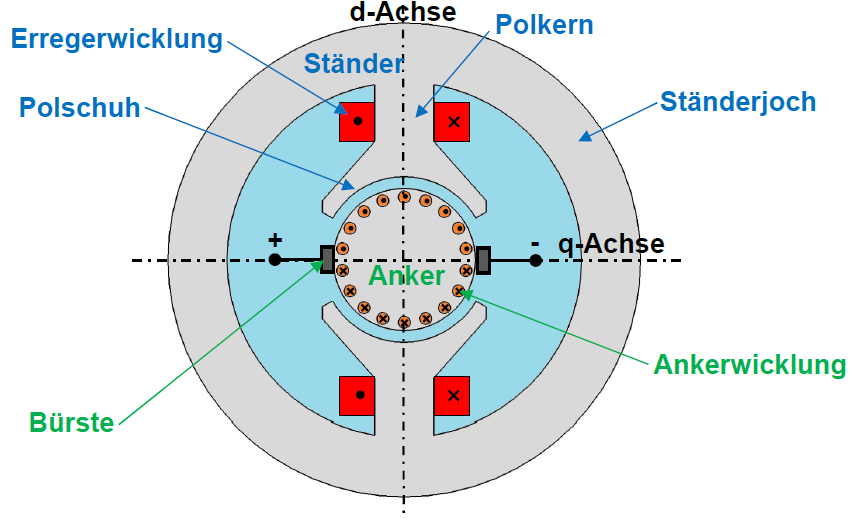 d-Achse
Erregerwicklung
Polkern
Ständer
Polschuh
Ständerjoch
+
-
q-Achse
Anker
Ankerwicklung
Bürste